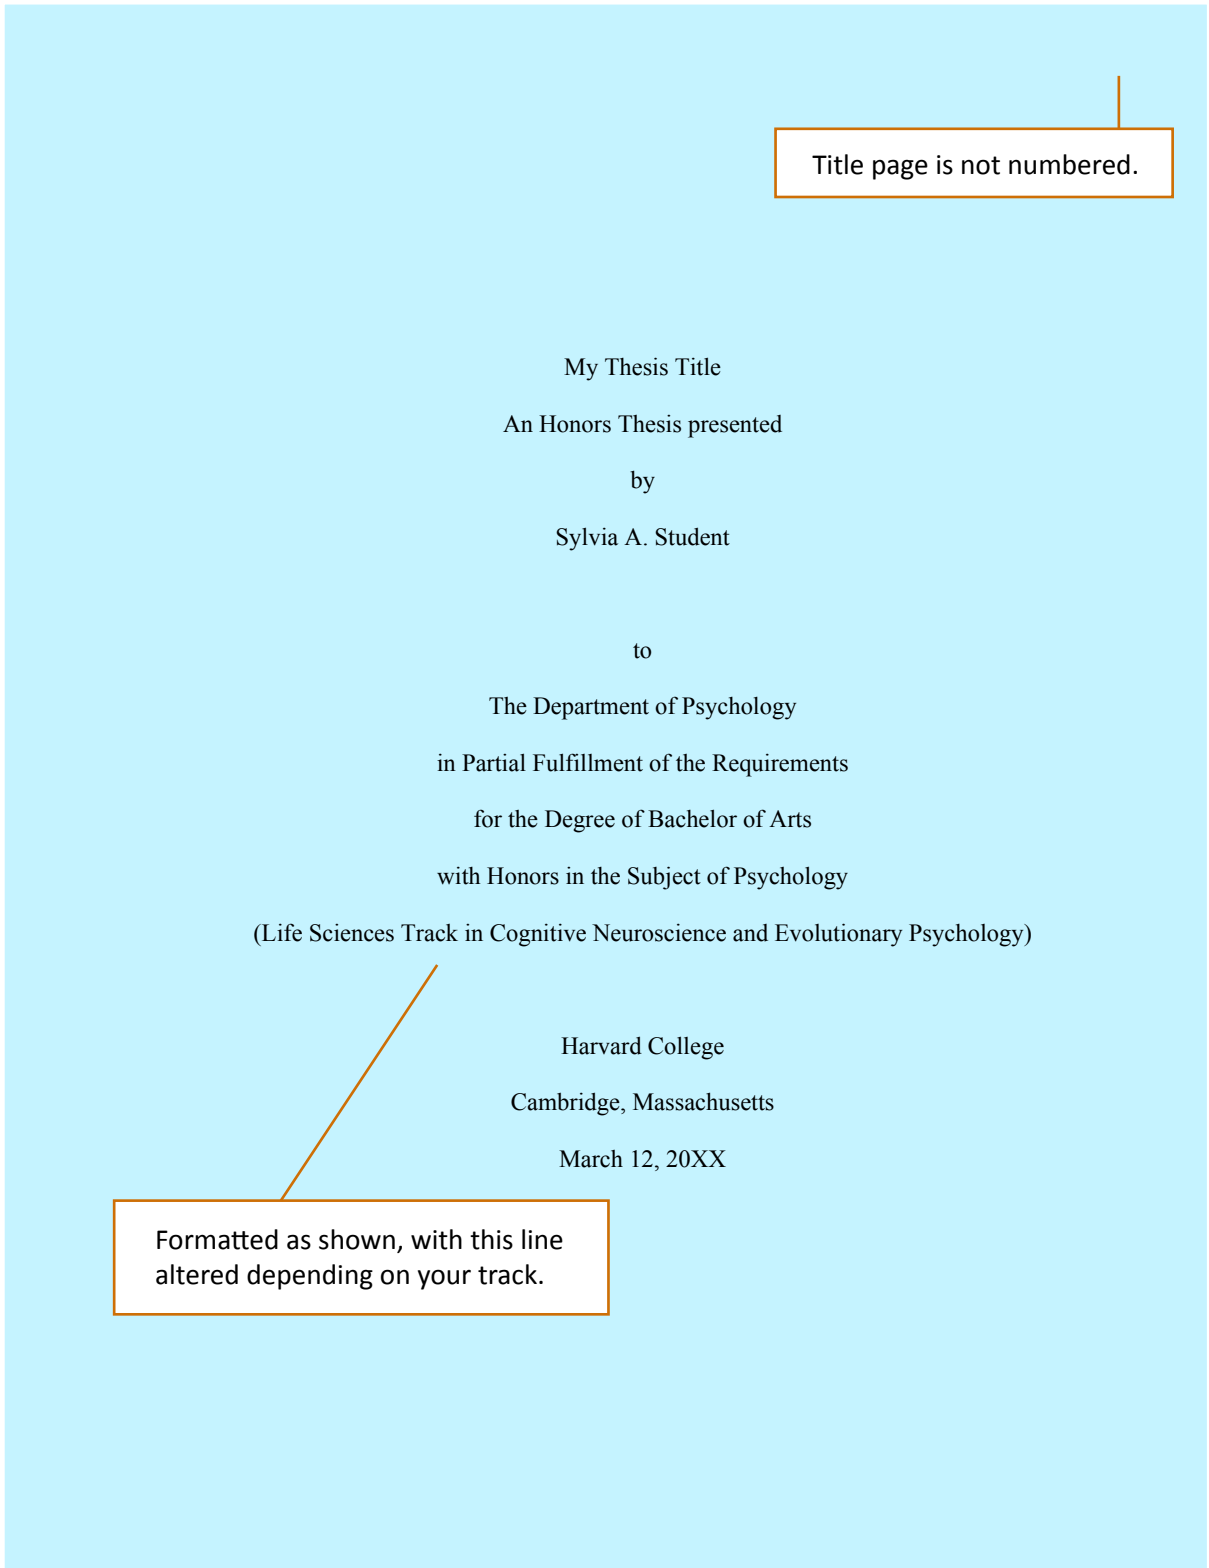 Title page is not numbered.
My Thesis Title
An Honors Thesis presented
by
Sylvia A. Student
to
The Department of Psychology
in Partial Fulfillment of the Requirements
for the Degree of Bachelor of Arts
with Honors in the Subject of Psychology
(Life Sciences Track in Cognitive Neuroscience and Evolutionary Psychology)
Harvard College
Cambridge, Massachusetts
March 12, 20XX
Formatted as shown, with this line
altered depending on your track.